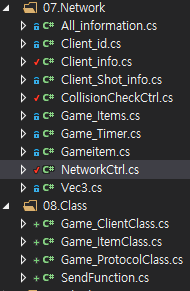 07.Network
All_information.cs
Client_id.cs
Client_info.cs
Client_Shot_info.cs
CollisionCheckCtrl.cs
Game_Items.cs
Game_Timer.cs
Gameitem.cs
NetworkCtrl.cs
Vec3.cs
08.Class
Game_ClientClass.cs
Game_ItemClass.cs
Game_ProtocolClass.cs
SendFunction.cs